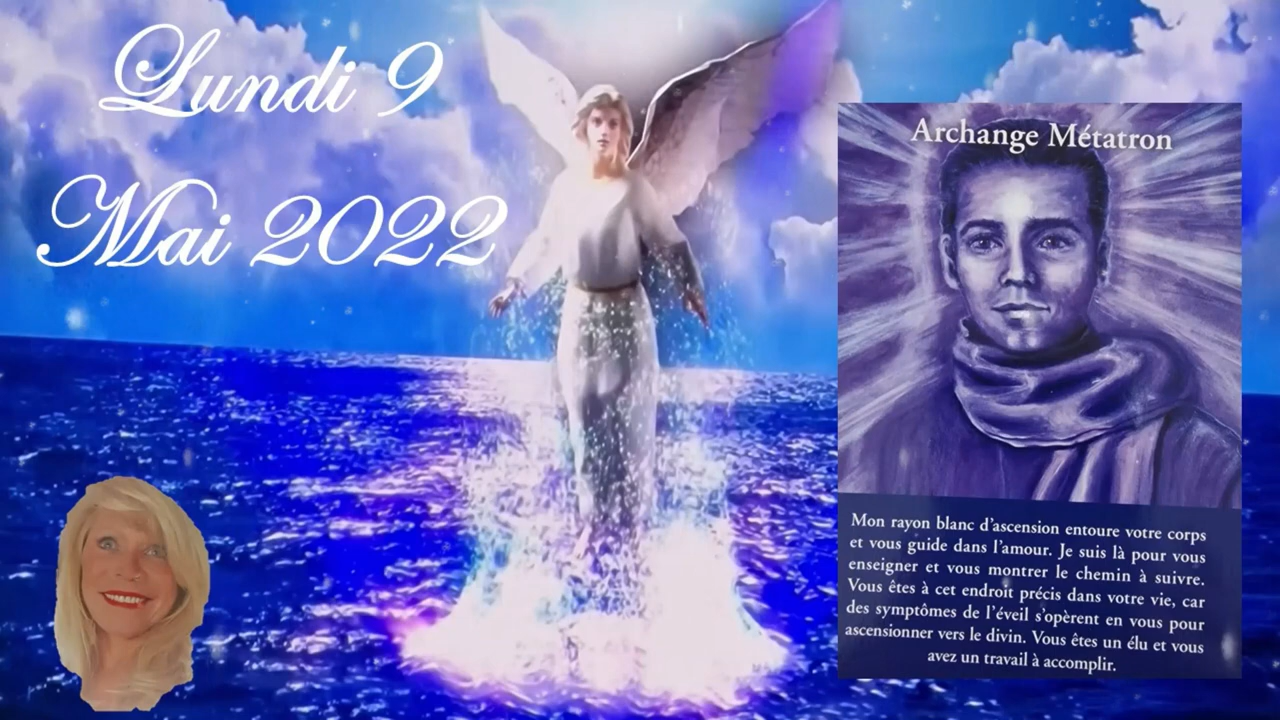 Lundi 9
Mai 2022
Archange Métatron
Mon rayon blanc d'ascension entoure votre corps
et vous guide dans l'amour. Je suis là pour vous
enseigner et vous montrer le chemin à suivre.
Vous êtes à cet endroit précis dans votre vie, car
des symptômes de l'éveil s'opèrent en vous pour
ascensionner vers le divin. Vous êtes un élu et vous
avez un travail à accomplir.